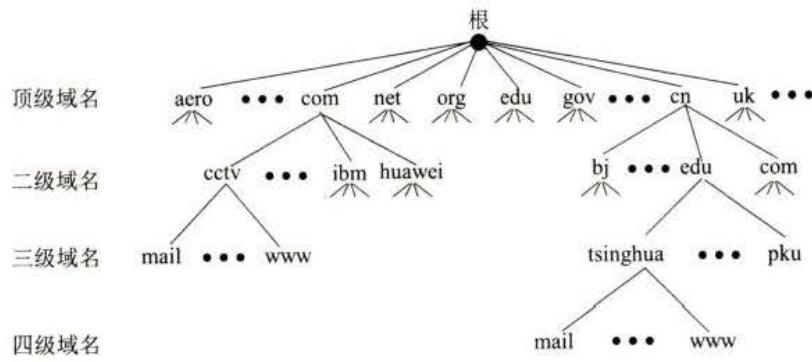 根
顶级域名 aero ••• com net org edu gov ••• cn uk •••
二级域名 cctv ••• ibm huawei bj ••• edu com
三级域名 mail ••• www tsinghua ••• pku
四级域名 mail ••• www